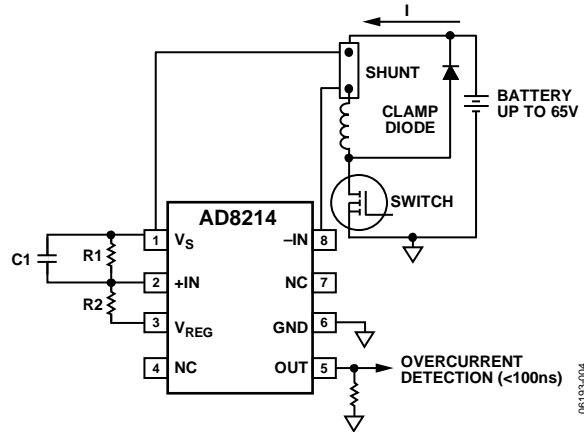 I
SHUNT
CLAMP
DIODE
BATTERY
UP TO 65V
SWITCH
AD8214
C1
R1
R2
1
VS
2
+IN
3
VREG
4
NC
–IN
8
NC
7
GND
6
OUT
5
OVERCURRENT
DETECTION (<100ns)
06193-004